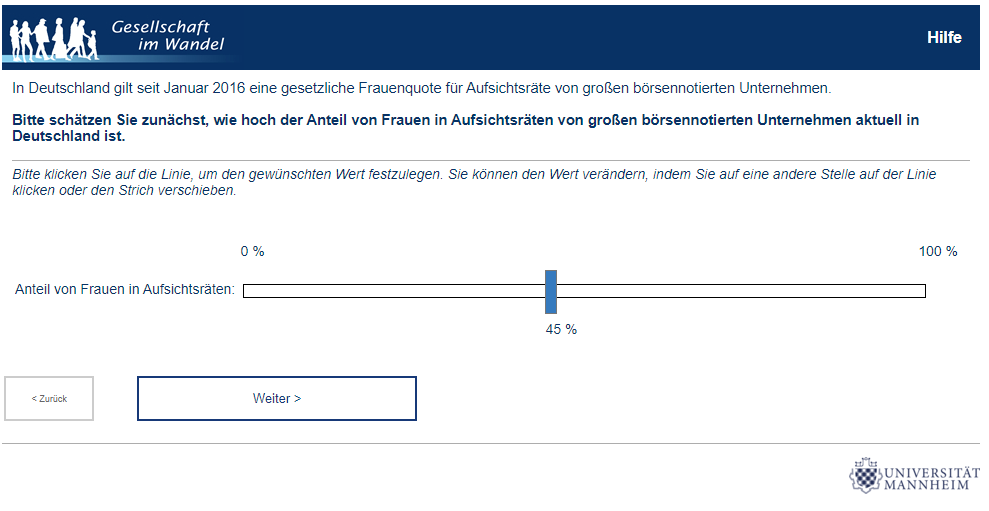 Gesellschaft
im Wandel
Hilfe
In Deutschland gilt seit Januar 2016 eine gesetzliche Frauenquote für Aufsichtsräte von großen börsennotierten Unternehmen.
Bitte schätzen Sie zunächst, wie hoch der Anteil von Frauen in Aufsichtsräten von großen börsennotierten Unternehmen aktuell in
Deutschland ist.
Bitte klicken Sie auf die Linie, um den gewünschten Wert festzulegen. Sie können den Wert verändern, indem Sie auf eine andere Stelle auf der Linie
klicken oder den Strich verschieben.
0 % 100 %
Anteil von Frauen in Aufsichtsräten:
45 %
< Zurück Weiter >
UNIVERSITÄT
MANNHEIM